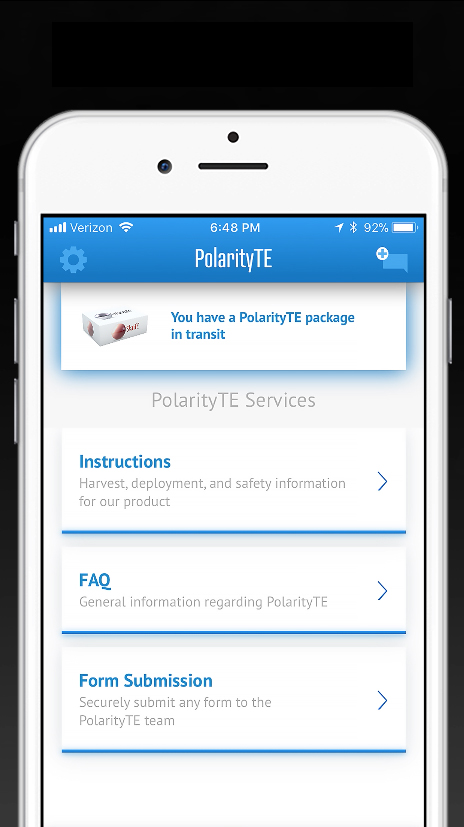 Verizon 6:48 PM 92%
PolarityTE
You have a PolarityTE package
in transit
PolarityTE Services
Instructions
Harvest, deployment, and safety information
for our product
FAQ
General information regarding PolarityTE
Form Submission
Securely submit any form to the
PolarityTE team